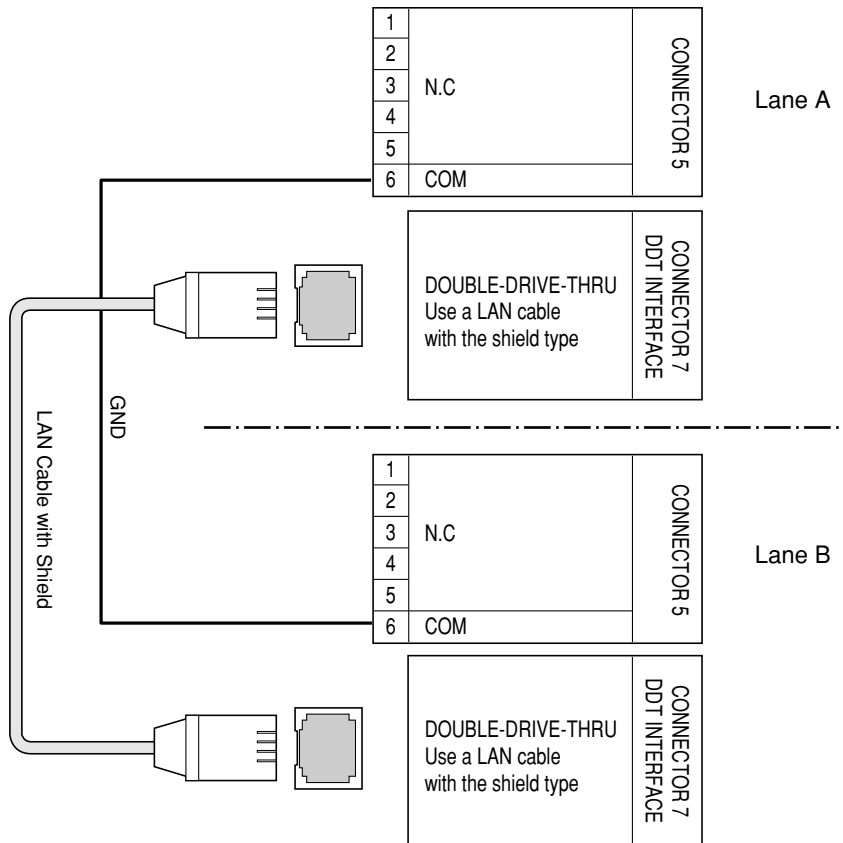 1
2
3
4
5
6
N.C
COM
CONNECTOR 5
Lane A
DOUBLE-DRIVE-THRU
Use a LAN cable
with the shield type
CONNECTOR 7
DDT INTERFACE
GND
LAN Cable with Shield
1
2
3
4
5
6
N.C
COM
CONNECTOR 5
Lane B
DOUBLE-DRIVE-THRU
Use a LAN cable
with the shield type
CONNECTOR 7
DDT INTERFACE